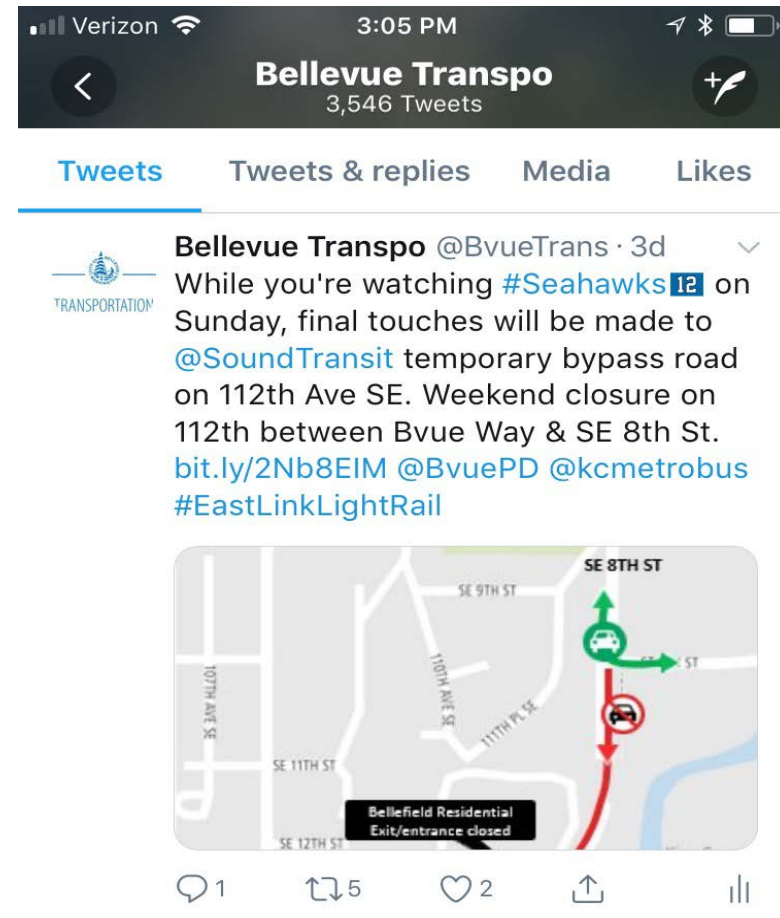 Verizon 3:05 PM
Bellevue Transpo
3,546 Tweets
Tweets Tweets & replies Media Likes
Bellevue Transpo @BvueTrans · 3d
TRANSPORTATION
While you're watching #Seahawks 12 on
Sunday, final touches will be made to
@SoundTransit temporary bypass road
on 112th Ave SE. Weekend closure on
112th between Bvue Way & SE 8th St.
bit.ly/2Nb8EIM @BvuePD @kcmetrobus
#EastLinkLightRail
SE 8TH ST
SE 9TH ST
ST
107TH AVE SE
110TH AVE SE
111TH PL SE
SE 11TH ST
Bellefield Residential
Exit/entrance closed
SE 12TH ST
1 5 2